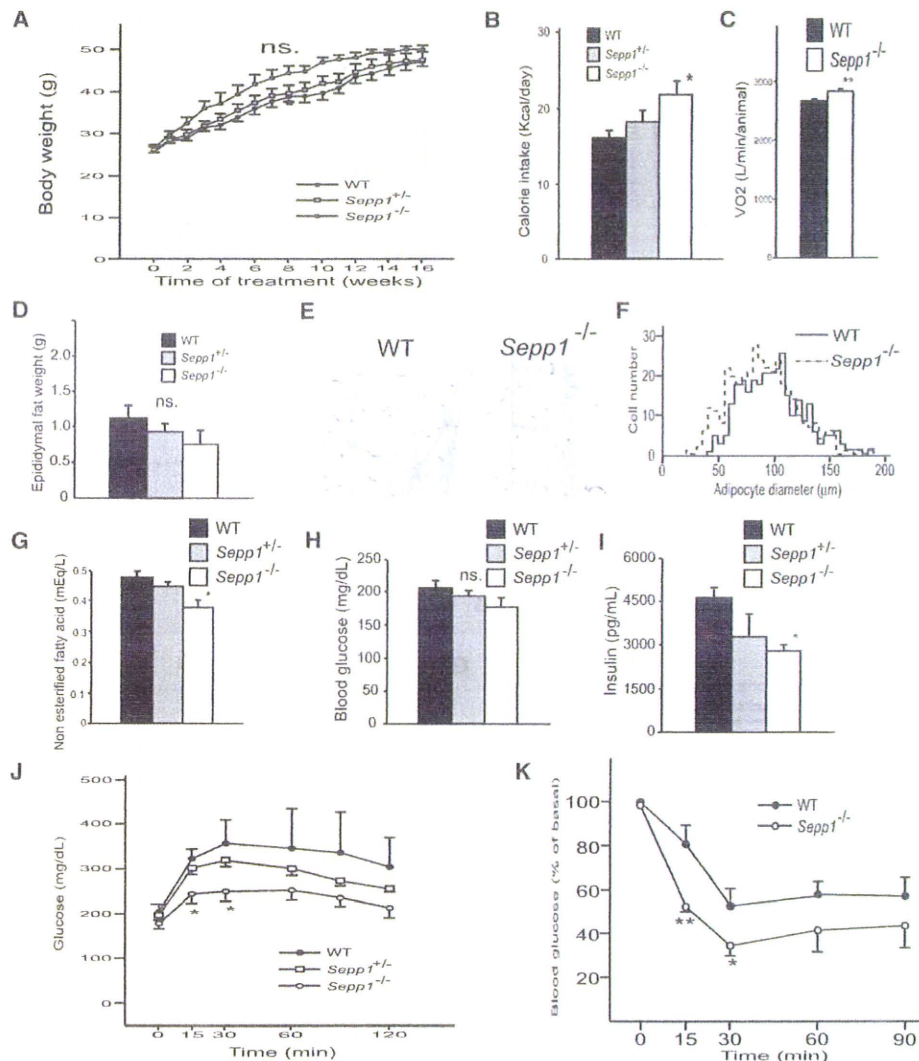 A
ns.
Body weight (g)
50
40
30
20
10
0
WT
Sepp1+/-
Sepp1-/-
0 2 4 6 8 10 11 12 14 16
Time of treatment (weeks)
B
WT
Sepp1+/-
Sepp1-/-
*
Calorie intake (Kcal/day)
30
20
10
0
C
WT
Sepp1-/-
**
VO2 (L/min/animal)
3000
2000
1000
0
D
WT
Sepp1+/-
Sepp1-/-
ns.
Epididymal fat weight (g)
2.0
1.5
1.0
0.5
0
E
WT Sepp1-/-
F
WT
Sepp1-/-
Cell number
30
20
10
0
0 50 100 150 200
Adipocyte diameter (μm)
G
WT
Sepp1+/-
Sepp1-/-
*
Non esterified fatty acid (mEq/L)
0.5
0.4
0.3
0.2
0.1
0
H
WT
Sepp1+/-
Sepp1-/-
ns.
Blood glucose (mg/dL)
250
200
150
100
50
0
I
WT
Sepp1+/-
Sepp1-/-
*
Insulin (pg/mL)
6000
4500
3000
1500
0
J
Glucose (mg/dL)
500
400
300
200
100
0
* *
WT
Sepp1+/-
Sepp1-/-
0 15 30 60 120
Time (min)
K
Blood glucose (% of basal)
100
80
60
40
20
WT
Sepp1-/-
**
*
0 15 30 60 90
Time (min)